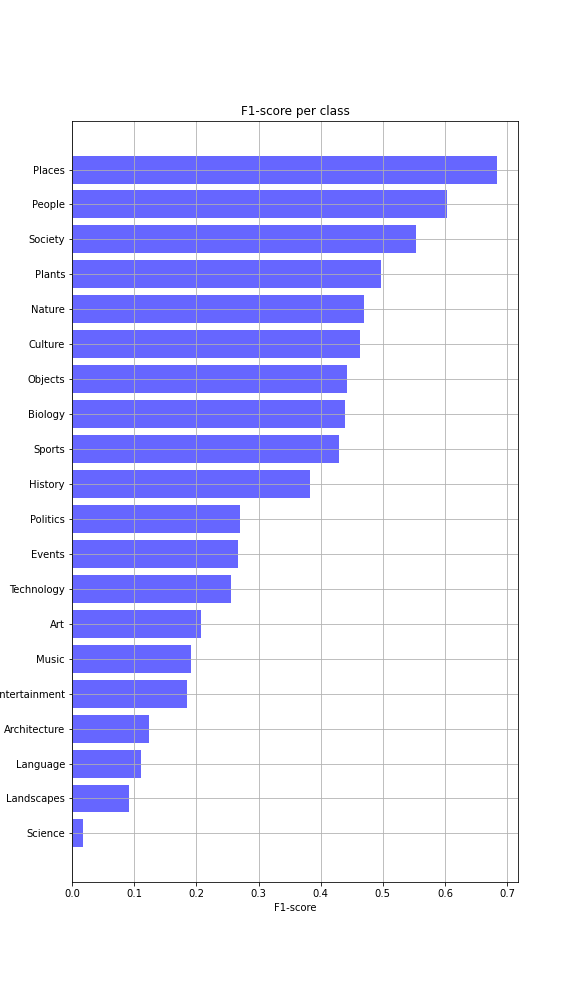 F1-score per class
Places
People
Society
Plants
Nature
Culture
Objects
Biology
Sports
History
Politics
Events
Technology
Art
Music
ntertainment
Architecture
Language
Landscapes
Science
0.0 0.1 0.2 0.3 0.4 0.5 0.6 0.7
F1-score